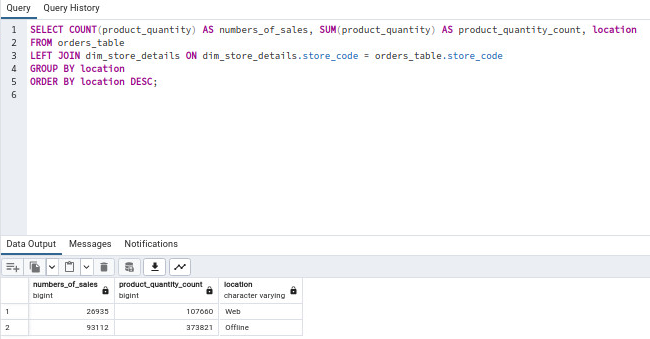 Query Query History
1 SELECT COUNT(product_quantity) AS numbers_of_sales, SUM(product_quantity) AS product_quantity_count, location
2 FROM orders_table
3 LEFT JOIN dim_store_details ON dim_store_details.store_code = orders_table.store_code
4 GROUP BY location
5 ORDER BY location DESC;
6
Data Output Messages Notifications
numbers_of_sales product_quantity_count location
bigint bigint character varying
1 26935 107660 Web
2 93112 373821 Offline